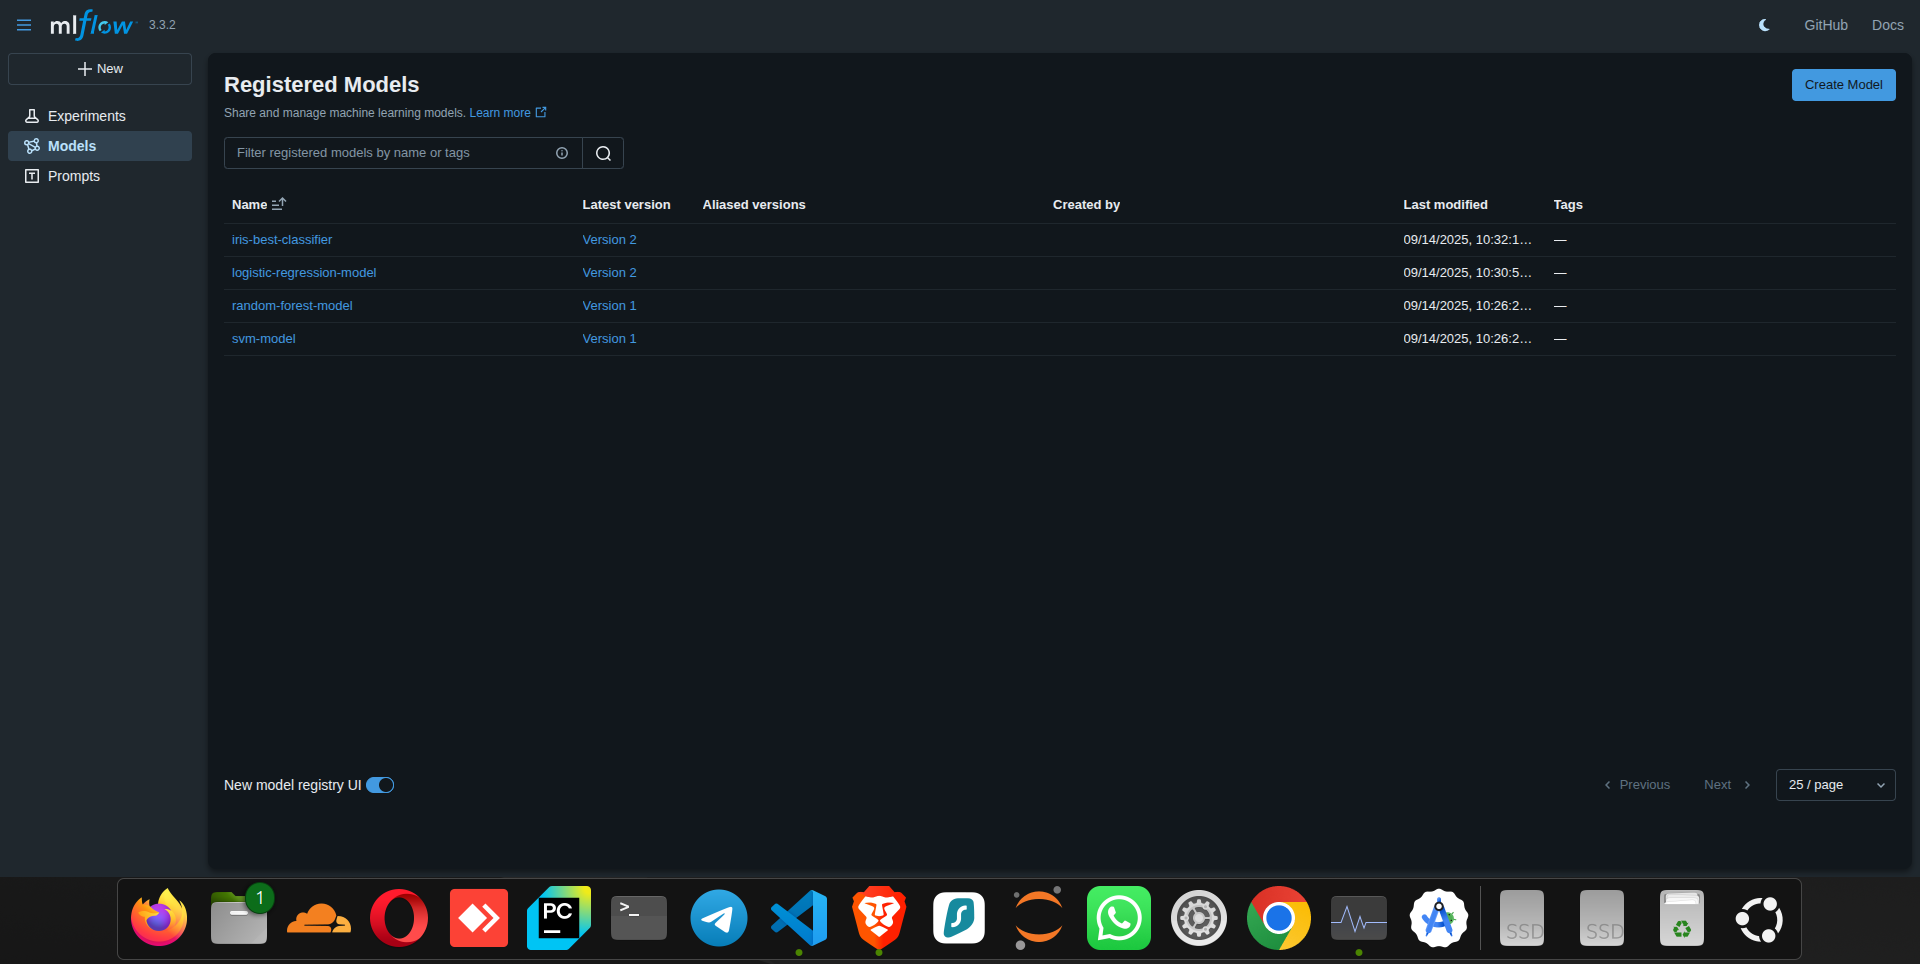 mlflow 3.3.2 GitHub Docs
New
Experiments
Models
Prompts
Registered Models
Create Model
Share and manage machine learning models. Learn more
Filter registered models by name or tags
Name Latest version Aliased versions Created by Last modified Tags
iris-best-classifier Version 2 09/14/2025, 10:32:1… —
logistic-regression-model Version 2 09/14/2025, 10:30:5… —
random-forest-model Version 1 09/14/2025, 10:26:2… —
svm-model Version 1 09/14/2025, 10:26:2… —
New model registry UI Previous Next 25 / page
1
PC
>_
SSD
SSD